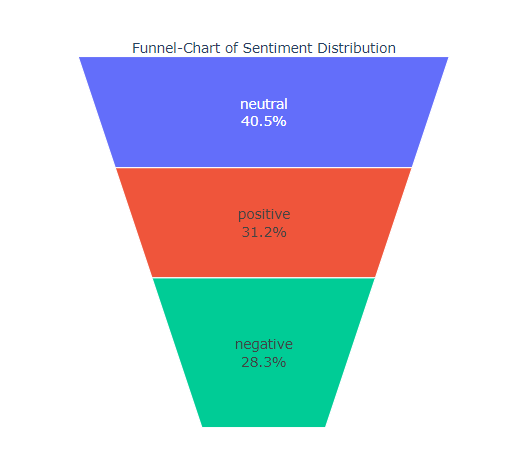 Funnel-Chart of Sentiment Distribution
neutral
40.5%
positive
31.2%
negative
28.3%